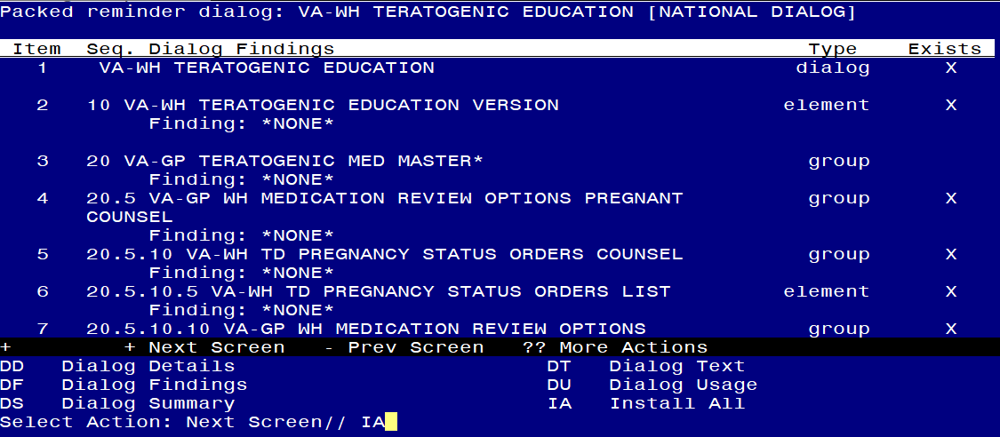 Packed reminder dialog: VA-WH TERATOGENIC EDUCATION [NATIONAL DIALOG]
Item Seq. Dialog Findings Type Exists
1 VA-WH TERATOGENIC EDUCATION dialog X
2 10 VA-WH TERATOGENIC EDUCATION VERSION element X
Finding: *NONE*
3 20 VA-GP TERATOGENIC MED MASTER* group
Finding: *NONE*
4 20.5 VA-GP WH MEDICATION REVIEW OPTIONS PREGNANT group X
COUNSEL
Finding: *NONE*
5 20.5.10 VA-WH TD PREGNANCY STATUS ORDERS COUNSEL group X
Finding: *NONE*
6 20.5.10.5 VA-WH TD PREGNANCY STATUS ORDERS LIST element X
Finding: *NONE*
7 20.5.10.10 VA-GP WH MEDICATION REVIEW OPTIONS group X
+ + Next Screen - Prev Screen ?? More Actions
DD Dialog Details DT Dialog Text
DF Dialog Findings DU Dialog Usage
DS Dialog Summary IA Install All
Select Action: Next Screen// IA